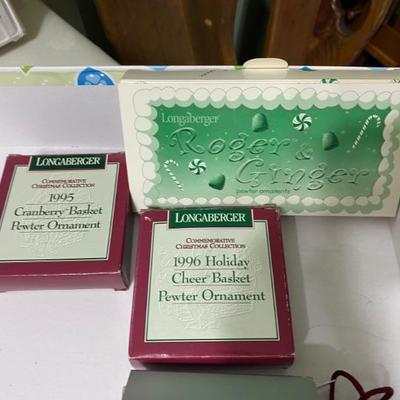 Longaberger
Roger &
Ginger
pewter ornaments
LONGABERGER
COMMEMORATIVE
CHRISTMAS COLLECTION
1995
Cranberry Basket
Pewter Ornament
LONGABERGER
COMMEMORATIVE
CHRISTMAS COLLECTION
1996 Holiday
Cheer™ Basket
Pewter Ornament